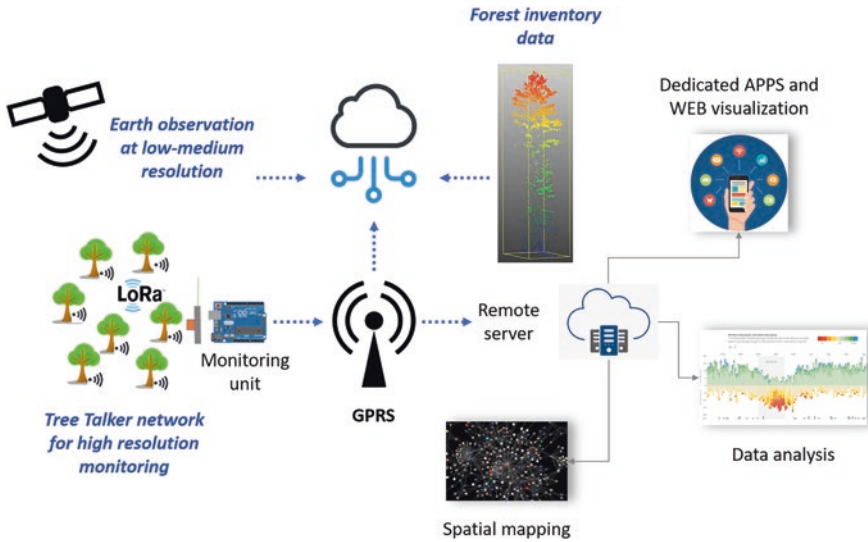 Forest inventory
data
Dedicated APPS and
WEB visualization
Earth observation
at low-medium
resolution
LoRa
Remote
server
Monitoring
unit
GPRS
Tree Talker network
for high resolution
monitoring
Data analysis
Spatial mapping